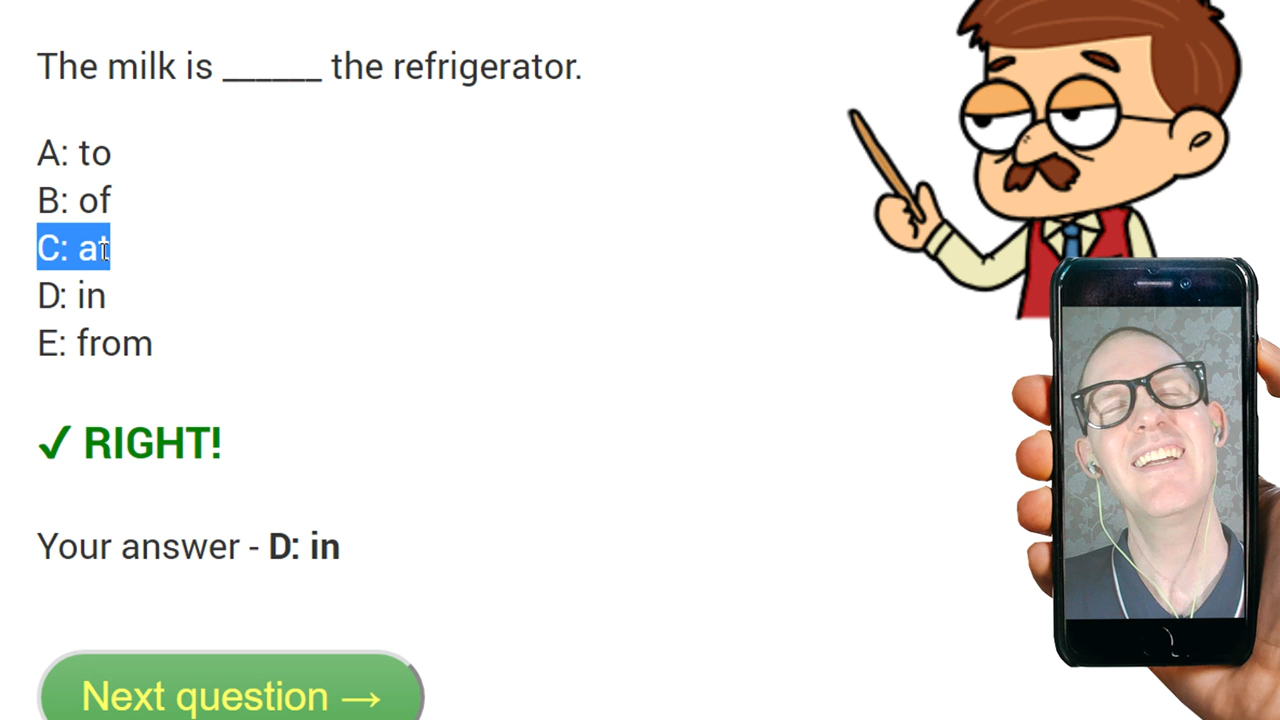 The milk is ______ the refrigerator.
A: to
B: of
C: at
D: in
E: from
✓ RIGHT!
Your answer - D: in
Next question →